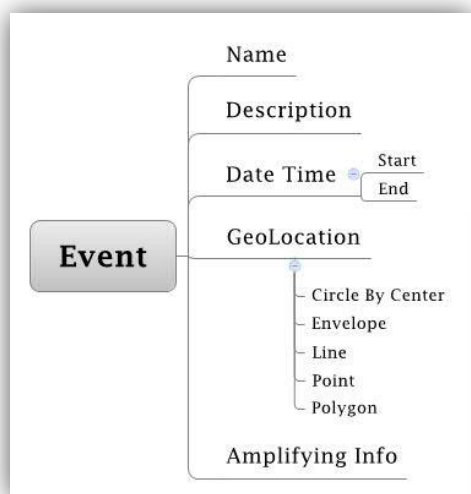 Name
Description
Date Time
Start
End
Event
GeoLocation
Circle By Center
Envelope
Line
Point
Polygon
Amplifying Info